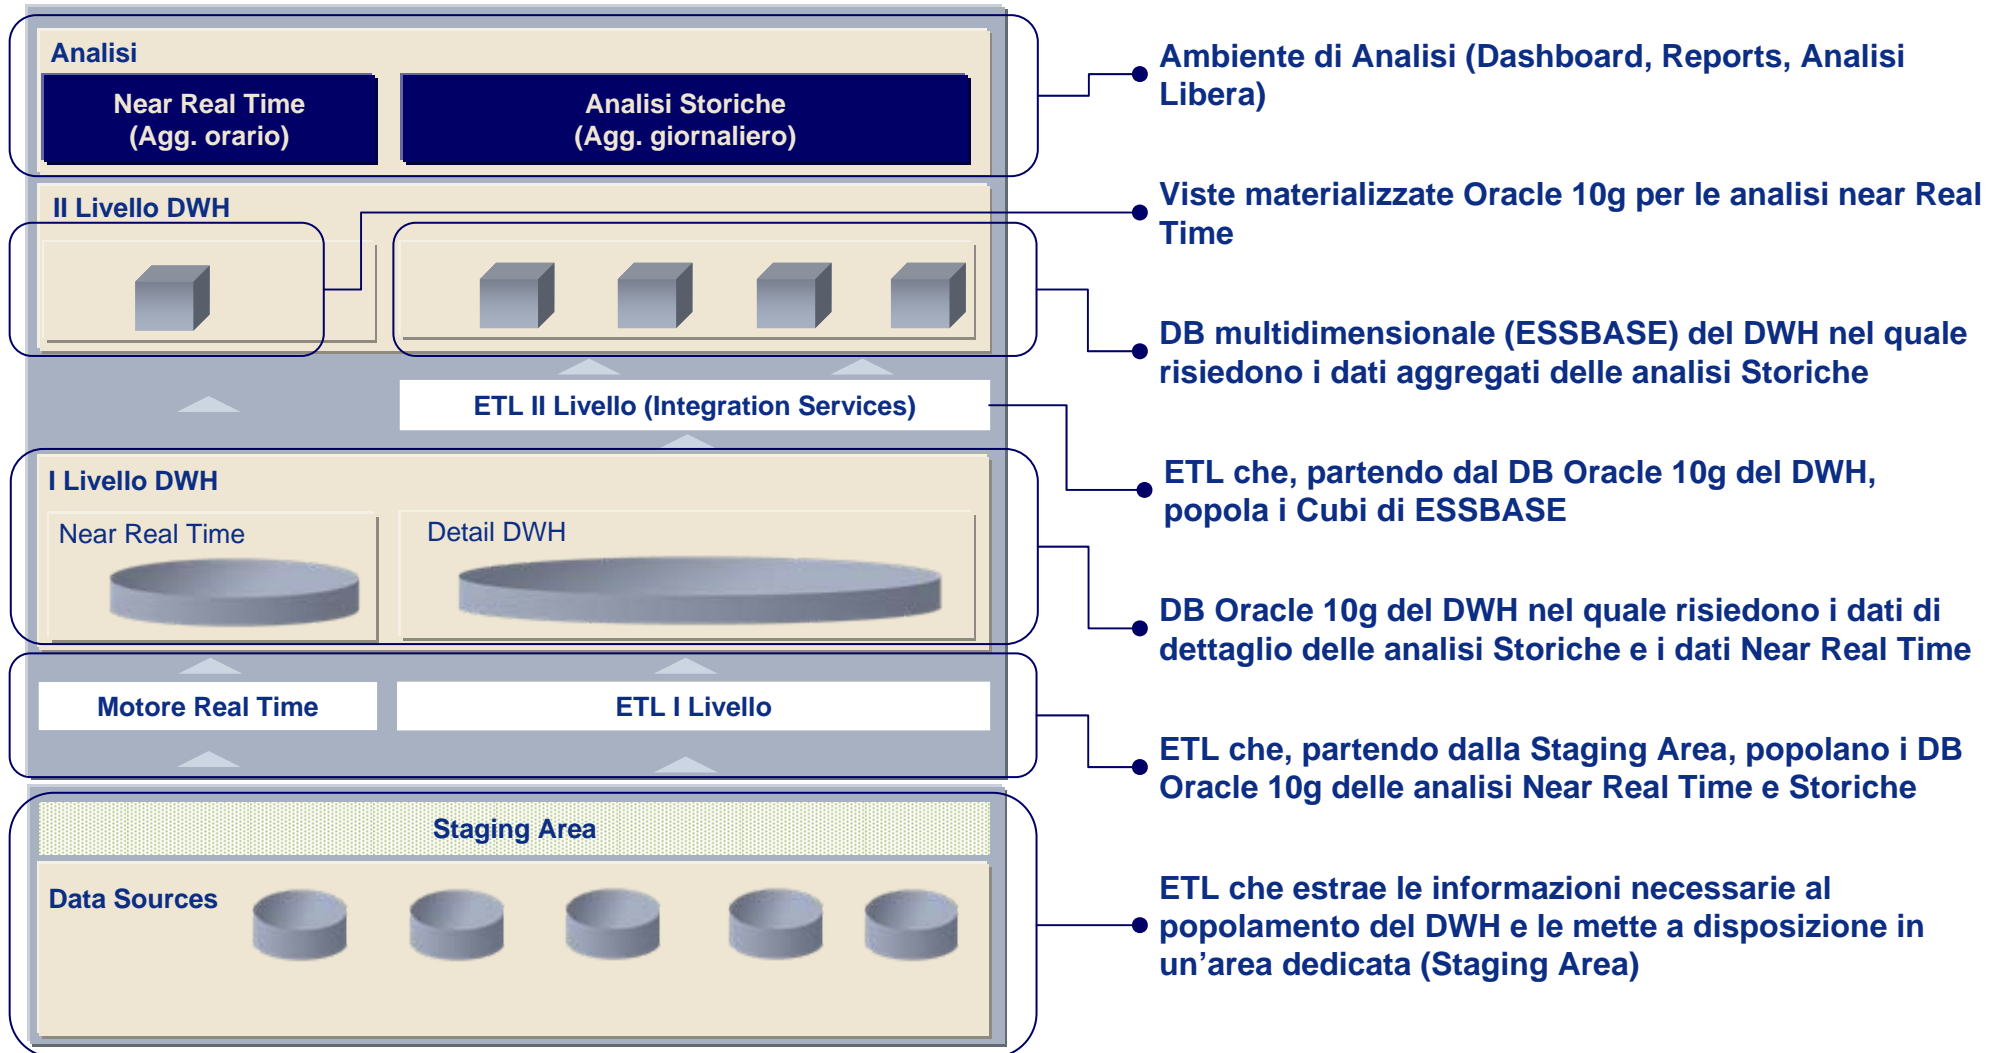 Analisi
Near Real Time
(Agg. orario)
Analisi Storiche
(Agg. giornaliero)
II Livello DWH
ETL II Livello (Integration Services)
I Livello DWH
Near Real Time
Detail DWH
Motore Real Time
ETL I Livello
Staging Area
Data Sources
Ambiente di Analisi (Dashboard, Reports, Analisi
Libera)
Viste materializzate Oracle 10g per le analisi near Real
Time
DB multidimensionale (ESSBASE) del DWH nel quale
risiedono i dati aggregati delle analisi Storiche
ETL che, partendo dal DB Oracle 10g del DWH,
popola i Cubi di ESSBASE
DB Oracle 10g del DWH nel quale risiedono i dati di
dettaglio delle analisi Storiche e i dati Near Real Time
ETL che, partendo dalla Staging Area, popolano i DB
Oracle 10g delle analisi Near Real Time e Storiche
ETL che estrae le informazioni necessarie al
popolamento del DWH e le mette a disposizione in
un’area dedicata (Staging Area)